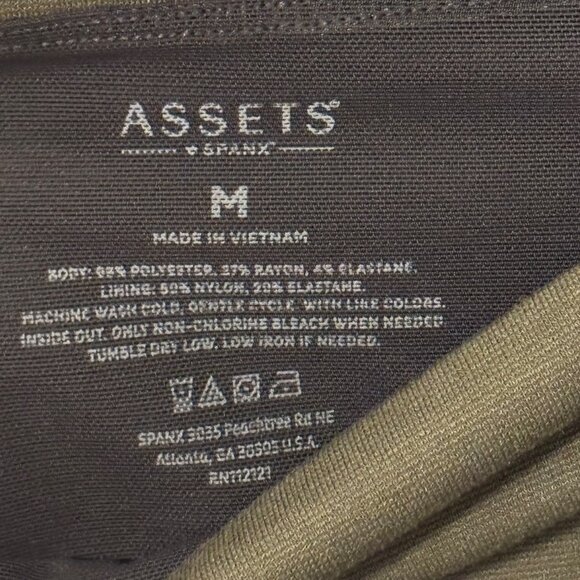 ASSETS®
♥ SPANX®
M
MADE IN VIETNAM
BODY: 69% POLYESTER, 27% RAYON, 4% ELASTANE.
LINING: 80% NYLON, 20% ELASTANE.
MACHINE WASH COLD, GENTLE CYCLE, WITH LIKE COLORS.
INSIDE OUT. ONLY NON-CHLORINE BLEACH WHEN NEEDED
TUMBLE DRY LOW. LOW IRON IF NEEDED.
SPANX 3035 Peachtree Rd NE
Atlanta, GA 30305 U.S.A.
RN112121